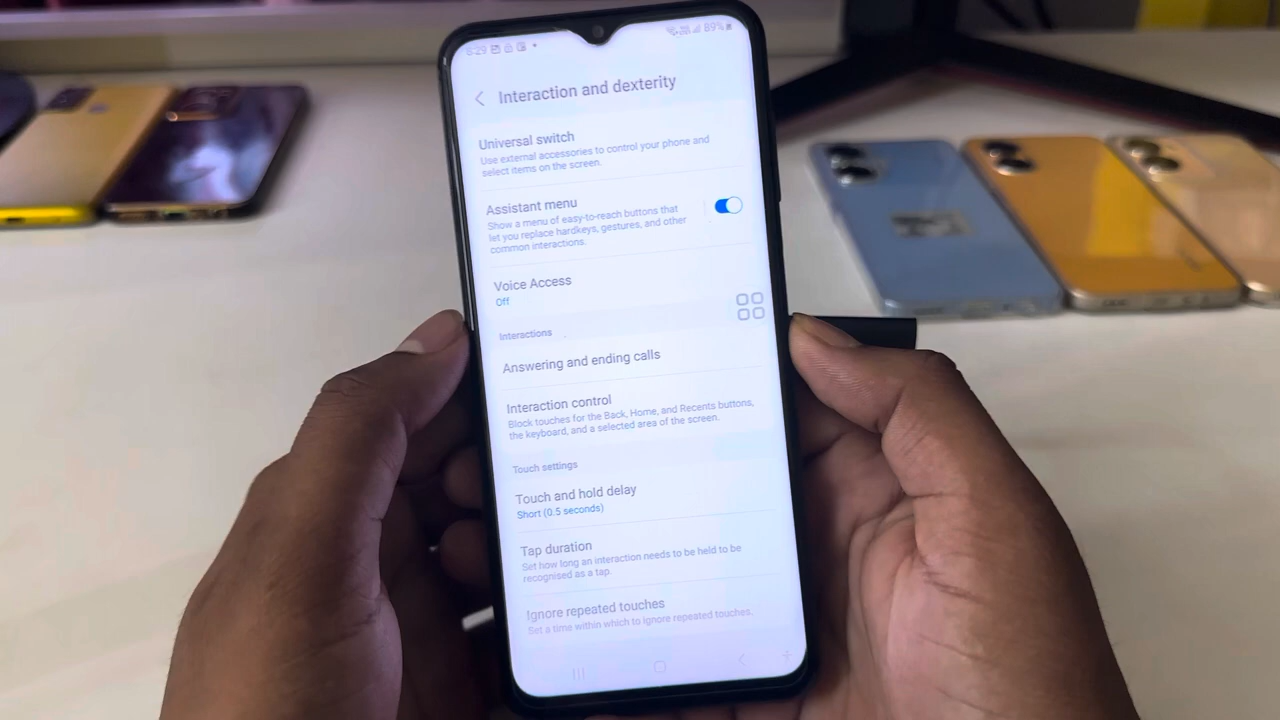 8:29 89%
Interaction and dexterity
Universal switch
Use external accessories to control your phone and
select items on the screen.
Assistant menu
Show a menu of easy-to-reach buttons that
let you replace hardkeys, gestures, and other
common interactions.
Voice Access
Off
Interactions
Answering and ending calls
Interaction control
Block touches for the Back, Home, and Recents buttons,
the keyboard, and a selected area of the screen.
Touch settings
Touch and hold delay
Short (0.5 seconds)
Tap duration
Set how long an interaction needs to be held to be
recognised as a tap.
Ignore repeated touches
Set a time within which to ignore repeated touches.